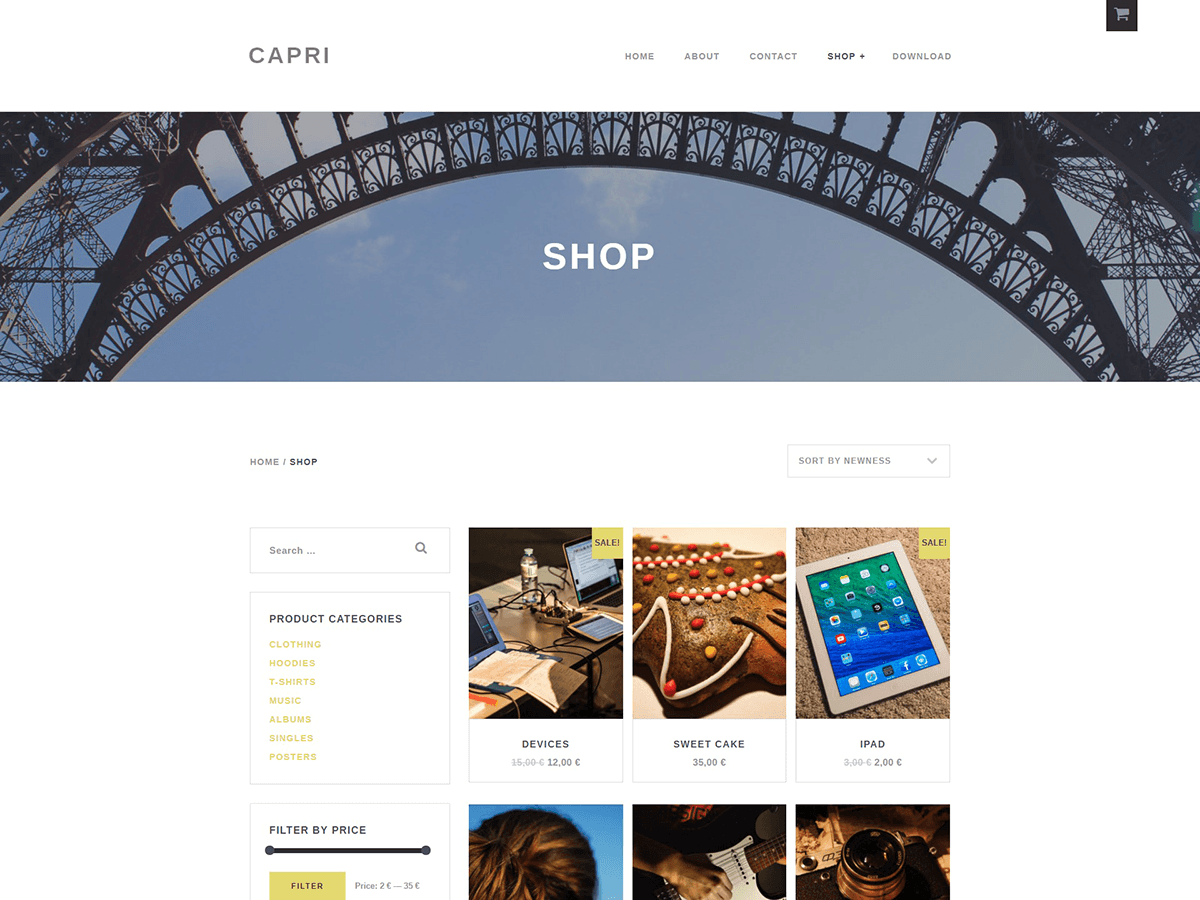 CAPRI
HOME ABOUT CONTACT SHOP + DOWNLOAD
SHOP
HOME / SHOP
SORT BY NEWNESS
Search ...
PRODUCT CATEGORIES
CLOTHING
HOODIES
T-SHIRTS
MUSIC
ALBUMS
SINGLES
POSTERS
FILTER BY PRICE
FILTER Price: 2 € — 35 €
SALE!
DEVICES
15,00 € 12,00 €
SWEET CAKE
35,00 €
SALE!
IPAD
3,00 € 2,00 €